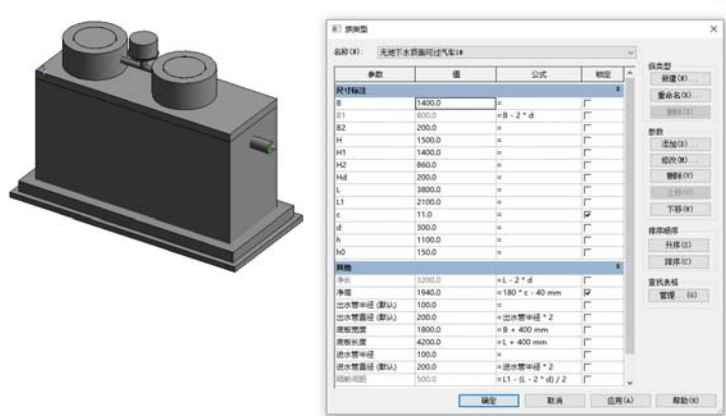 族类型
名称(N):
无地下水顶面可过汽车1#
参数 值 公式 锁定
尺寸标注
B 1400.0 =
B1 800.0 = B - 2 * d
B2 200.0 =
H 1500.0 =
H1 1400.0 =
H2 860.0 =
Hd 200.0 =
L 3800.0 =
L1 2100.0 =
c 11.0 =
d 300.0 =
h 1100.0 =
h0 150.0 =
其他
净长 3200.0 = L - 2 * d
净高 1940.0 = 180 * c - 40 mm
出水管半径 (默认) 100.0 =
出水管直径 (默认) 200.0 = 出水管半径 * 2
底板宽度 1800.0 = B + 400 mm
底板长度 4200.0 = L + 400 mm
进水管半径 100.0 =
进水管直径 (默认) 200.0 = 进水管半径 * 2
隔断间距 500.0 = L1 - (L - 2 * d) / 2
族类型
新建(N)...
重命名(R)...
删除(E)
参数
添加(D)...
修改(M)...
删除(V)
上移(U)
下移(W)
排序顺序
升序(S)
降序(C)
查找表格
管理...(G)
确定 取消 应用(A) 帮助(H)